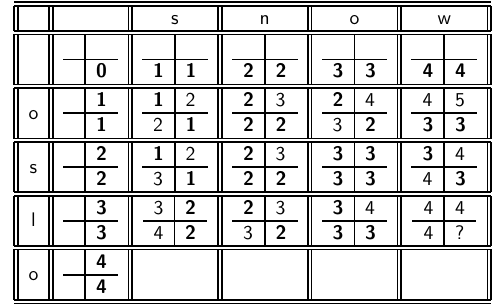 s n o w
0 1 1 2 2 3 3 4 4
o 1 1 2 2 3 2 4 4 5
1 2 1 2 2 3 2 3 3
s 2 1 2 2 3 3 3 3 4
2 3 1 2 2 3 3 4 3
l 3 3 2 2 3 3 4 4 4
3 4 2 3 2 3 3 4 ?
o 4
4